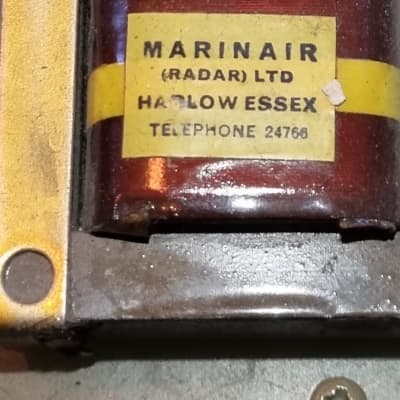 MARINAIR
(RADAR) LTD
HARLOW ESSEX
TELEPHONE 24766